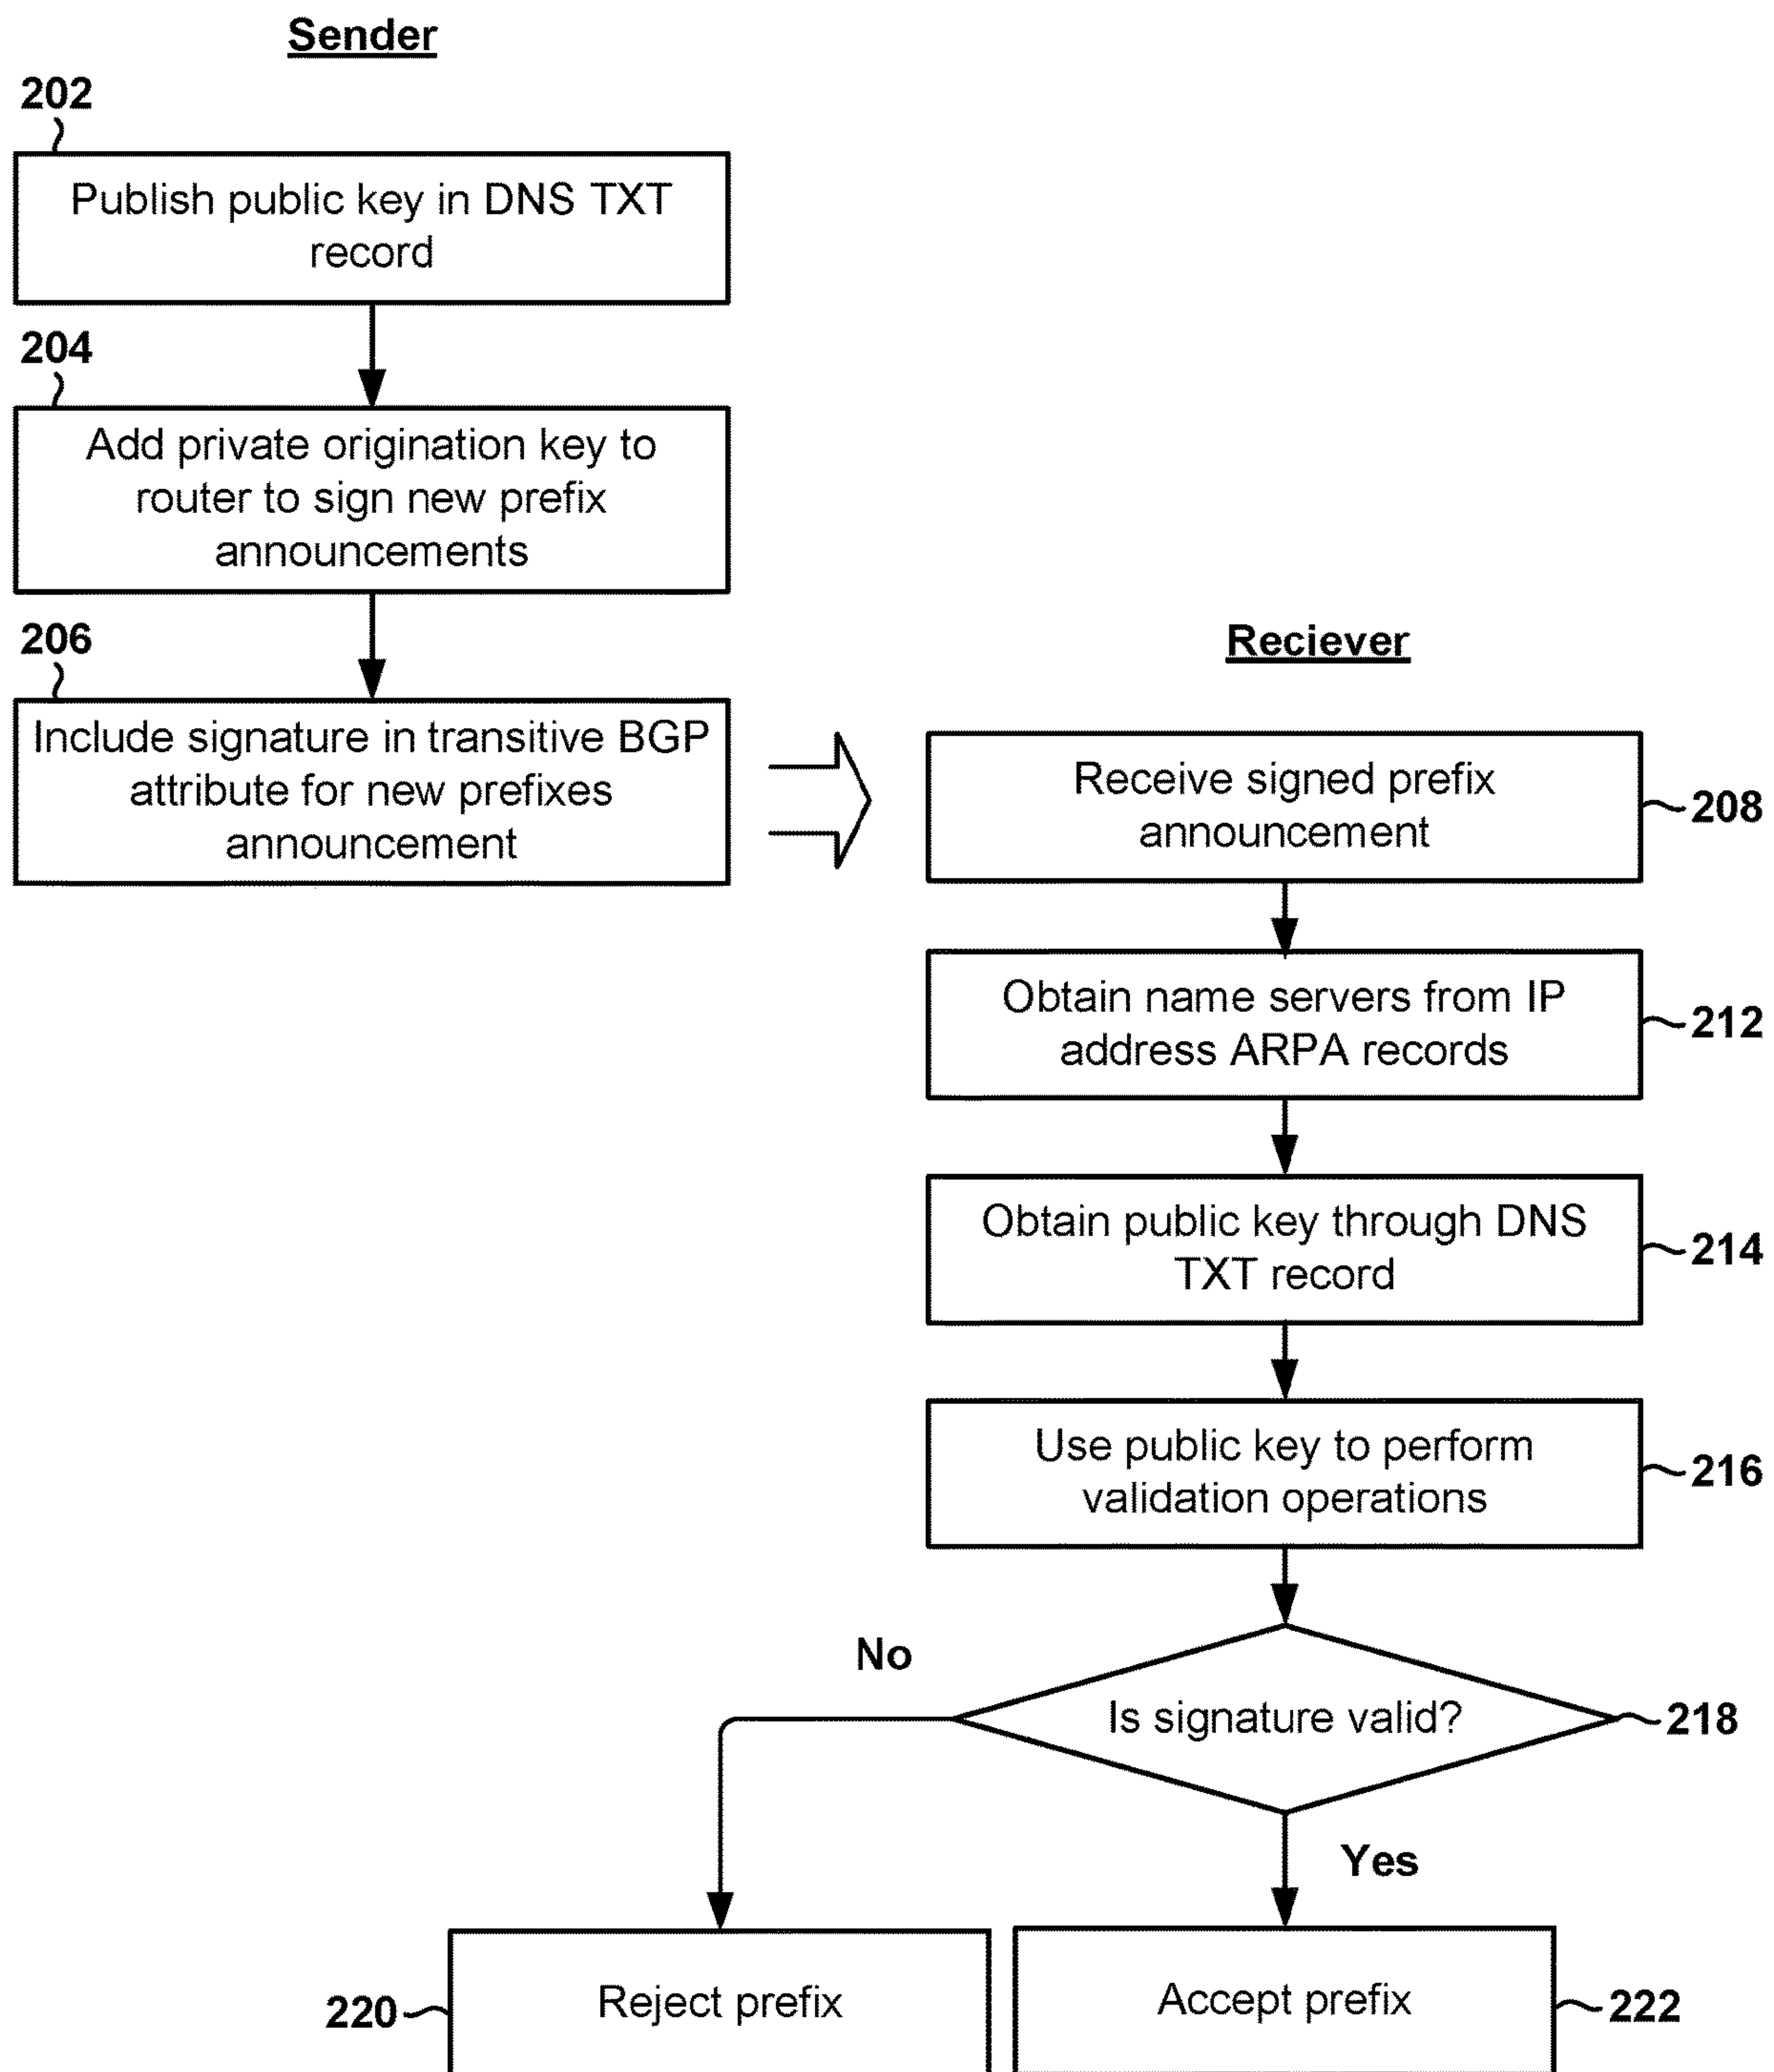 Sender
202
Publish public key in DNS TXT
record
204
Add private origination key to
router to sign new prefix
announcements
206
Include signature in transitive BGP
attribute for new prefixes
announcement
Reciever
Receive signed prefix
announcement
208
Obtain name servers from IP
address ARPA records
212
Obtain public key through DNS
TXT record
214
Use public key to perform
validation operations
216
No
Is signature valid?
218
Yes
220
Reject prefix
Accept prefix
222